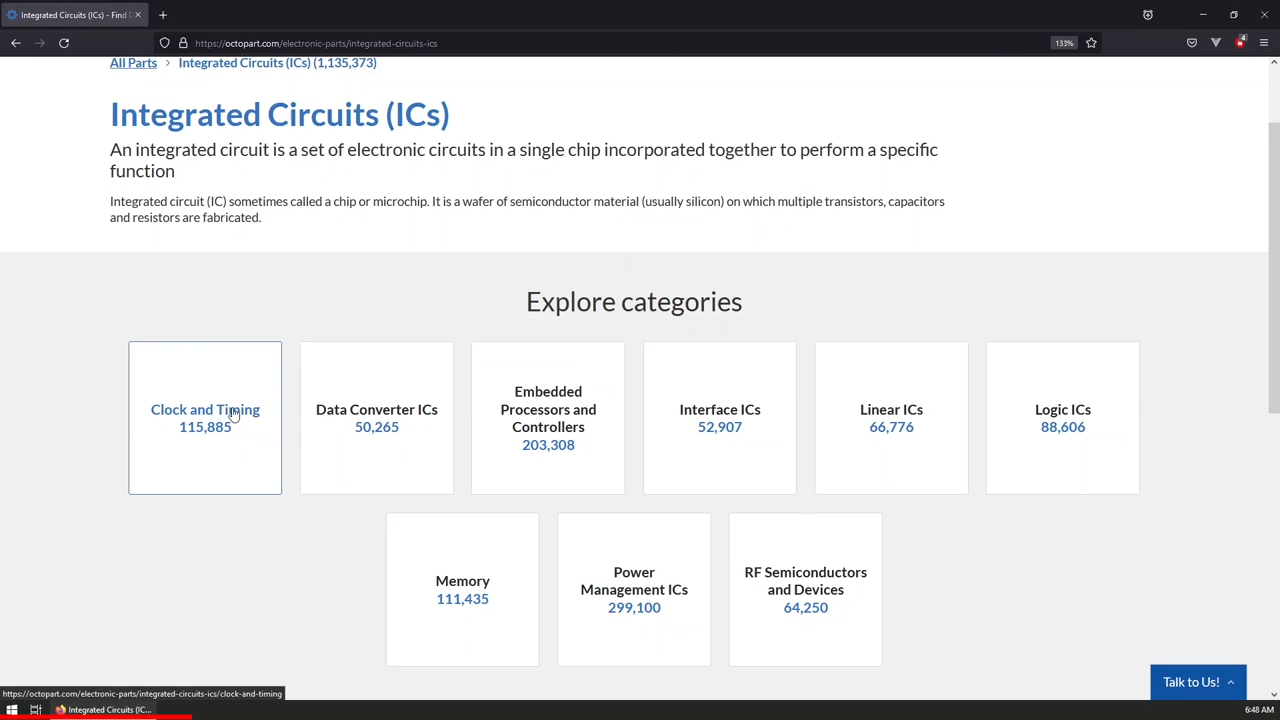 Integrated Circuits (ICs) - Find D
https://octopart.com/electronic-parts/integrated-circuits-ics
133%
4
All Parts > Integrated Circuits (ICs) (1,135,373)
Integrated Circuits (ICs)
An integrated circuit is a set of electronic circuits in a single chip incorporated together to perform a specific
function
Integrated circuit (IC) sometimes called a chip or microchip. It is a wafer of semiconductor material (usually silicon) on which multiple transistors, capacitors
and resistors are fabricated.
Explore categories
Clock and Timing
115,885
Data Converter ICs
50,265
Embedded
Processors and
Controllers
203,308
Interface ICs
52,907
Linear ICs
66,776
Logic ICs
88,606
Memory
111,435
Power
Management ICs
299,100
RF Semiconductors
and Devices
64,250
Talk to Us!
https://octopart.com/electronic-parts/integrated-circuits-ics/clock-and-timing
Integrated Circuits (IC...
6:48 AM